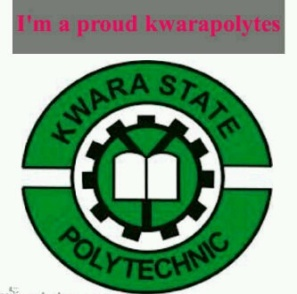 I'm a proud kwarapolytes
KWARA STATE
POLYTECHNIC